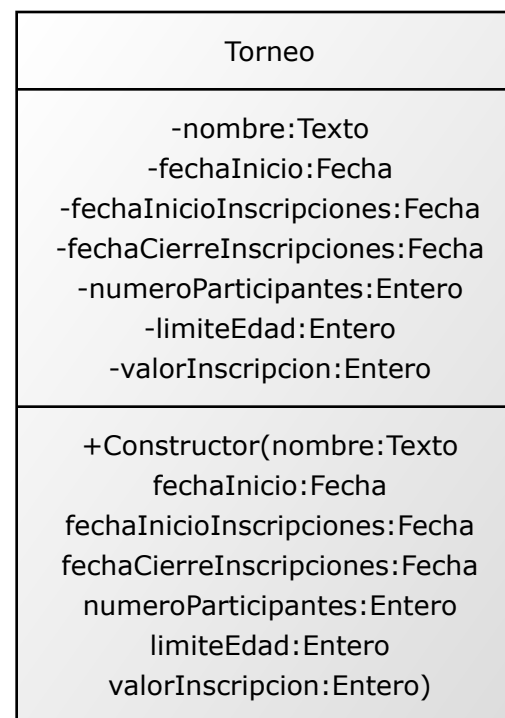 Torneo
-nombre:Texto
-fechaInicio:Fecha
-fechaInicioInscripciones:Fecha
-fechaCierreInscripciones:Fecha
-numeroParticipantes:Entero
-limiteEdad:Entero
-valorInscripcion:Entero
+Constructor(nombre:Texto
fechaInicio:Fecha
fechaInicioInscripciones:Fecha
fechaCierreInscripciones:Fecha
numeroParticipantes:Entero
limiteEdad:Entero
valorInscripcion:Entero)